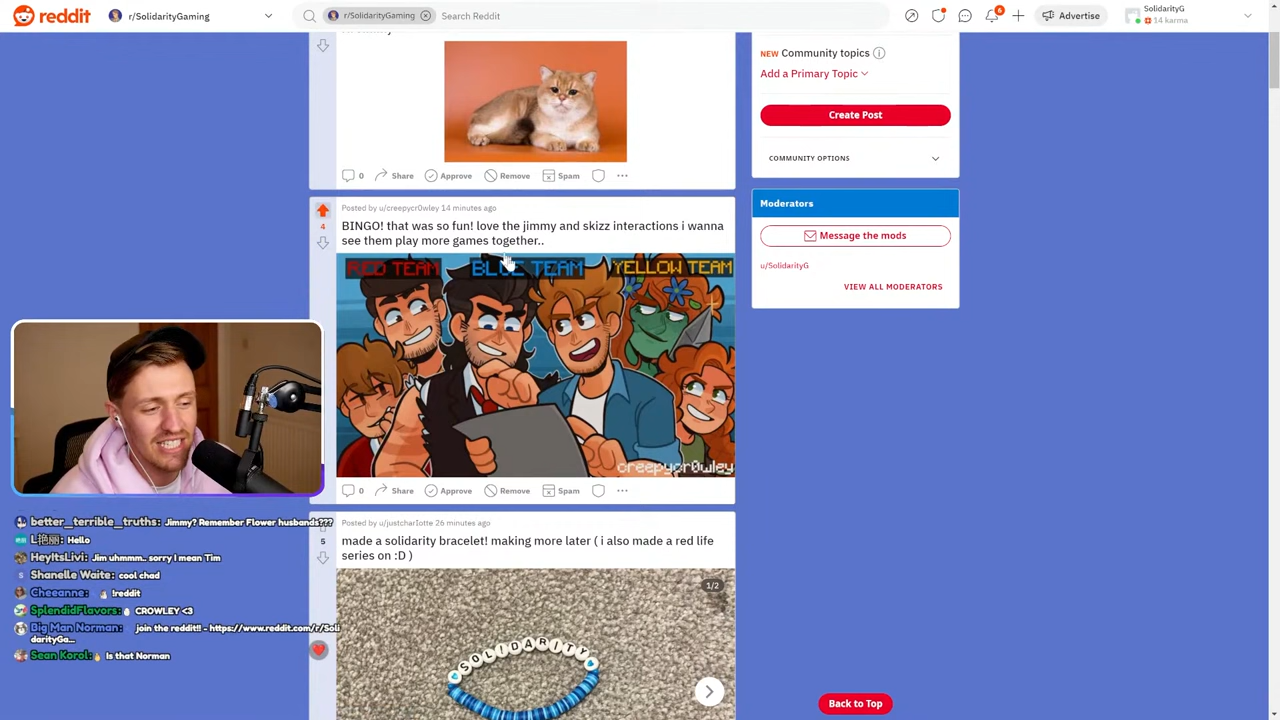 reddit
r/SolidarityGaming
r/SolidarityGaming
Search Reddit
6
Advertise
SolidarityG
14 karma
NEW Community topics
Add a Primary Topic
Create Post
COMMUNITY OPTIONS
0 Share Approve Remove Spam
Moderators
Message the mods
u/SolidarityG
VIEW ALL MODERATORS
Posted by u/creepycr0wley 14 minutes ago
4
BINGO! that was so fun! love the jimmy and skizz interactions i wanna
see them play more games together..
RED TEAM BLUE TEAM YELLOW TEAM
creepycr0wley
0 Share Approve Remove Spam
Posted by u/justcharlotte 26 minutes ago
5
made a solidarity bracelet! making more later ( i also made a red life
series on :D )
1/2
SOLIDARITY
better_terrible_truths: Jimmy? Remember Flower husbands???
L艳丽: Hello
HeyItsLivi: Jim uhmmm.. sorry I mean Tim
Shanelle Waite: cool chad
Cheeanne: !reddit
SplendidFlavors: CROWLEY <3
Big Man Norman: join the reddit!! - https://www.reddit.com/r/Soli
darityGa...
Sean Korol: Is that Norman
Back to Top